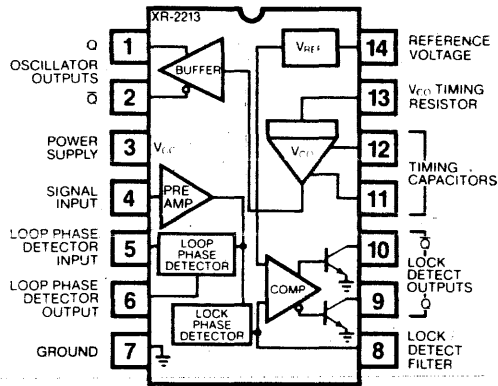 XR-2213
Q
1
OSCILLATOR
OUTPUTS
Q̅
2
BUFFER
POWER
SUPPLY
3
VCC
SIGNAL
INPUT
4
PRE
AMP
LOOP PHASE
DETECTOR
INPUT
5
LOOP PHASE
DETECTOR
LOOP PHASE
DETECTOR
OUTPUT
6
LOCK
PHASE
DETECTOR
GROUND
7
VREF
14
REFERENCE
VOLTAGE
13
VCO TIMING
RESISTOR
VCO
12
TIMING
CAPACITORS
11
COMP
10
Q̅
LOCK
DETECT
OUTPUTS
9
Q
8
LOCK
DETECT
FILTER